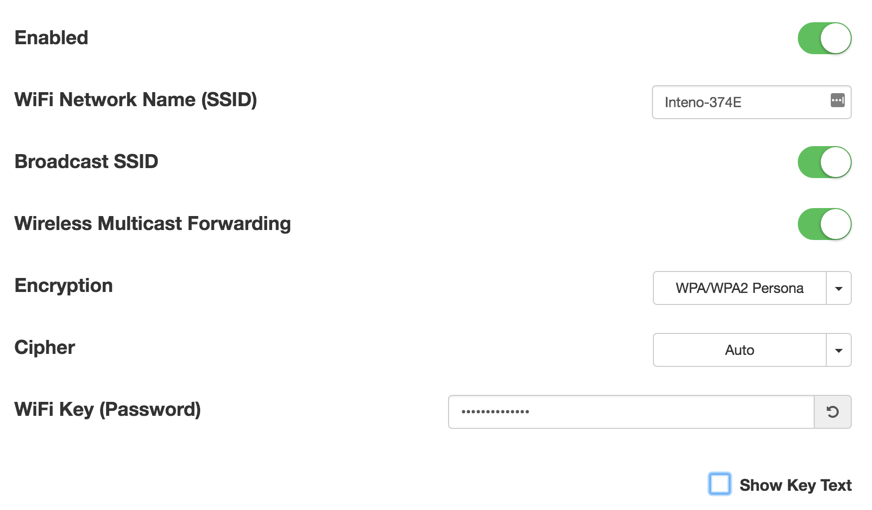 Enabled
WiFi Network Name (SSID) Inteno-374E
Broadcast SSID
Wireless Multicast Forwarding
Encryption WPA/WPA2 Persona
Cipher Auto
WiFi Key (Password) ••••••••••••••
Show Key Text